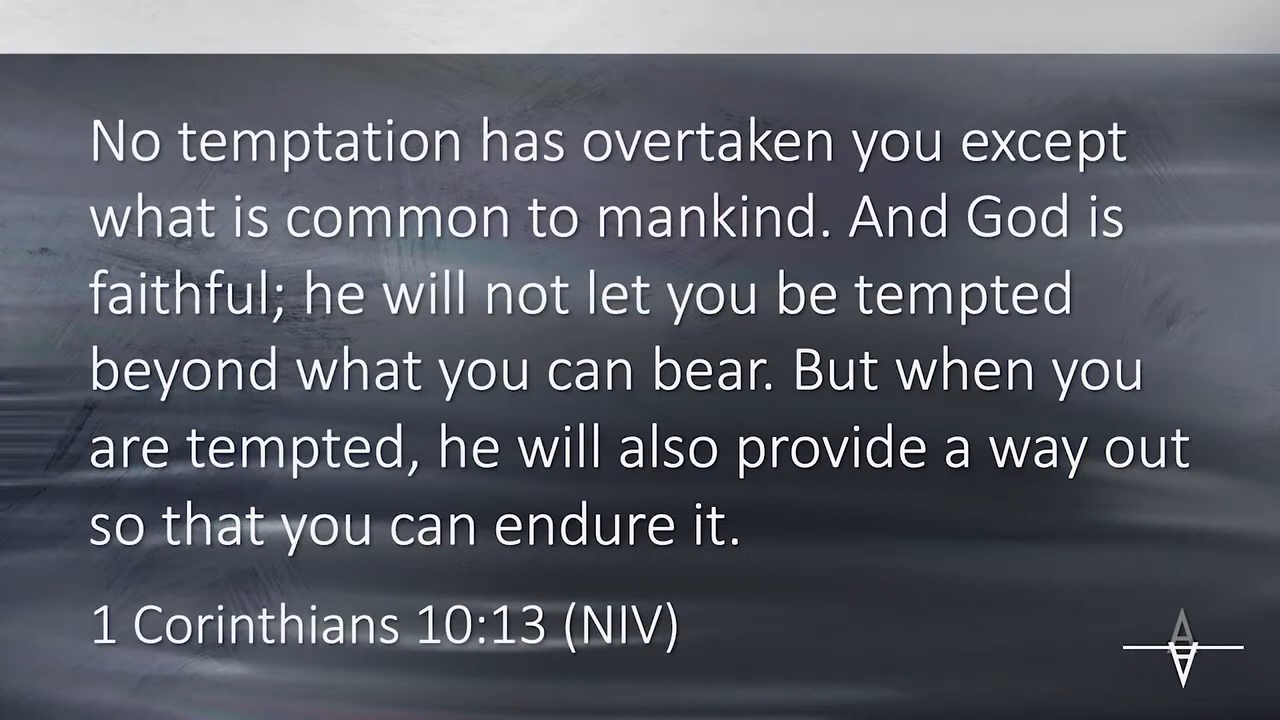 No temptation has overtaken you except
what is common to mankind. And God is
faithful; he will not let you be tempted
beyond what you can bear. But when you
are tempted, he will also provide a way out
so that you can endure it.
1 Corinthians 10:13 (NIV)